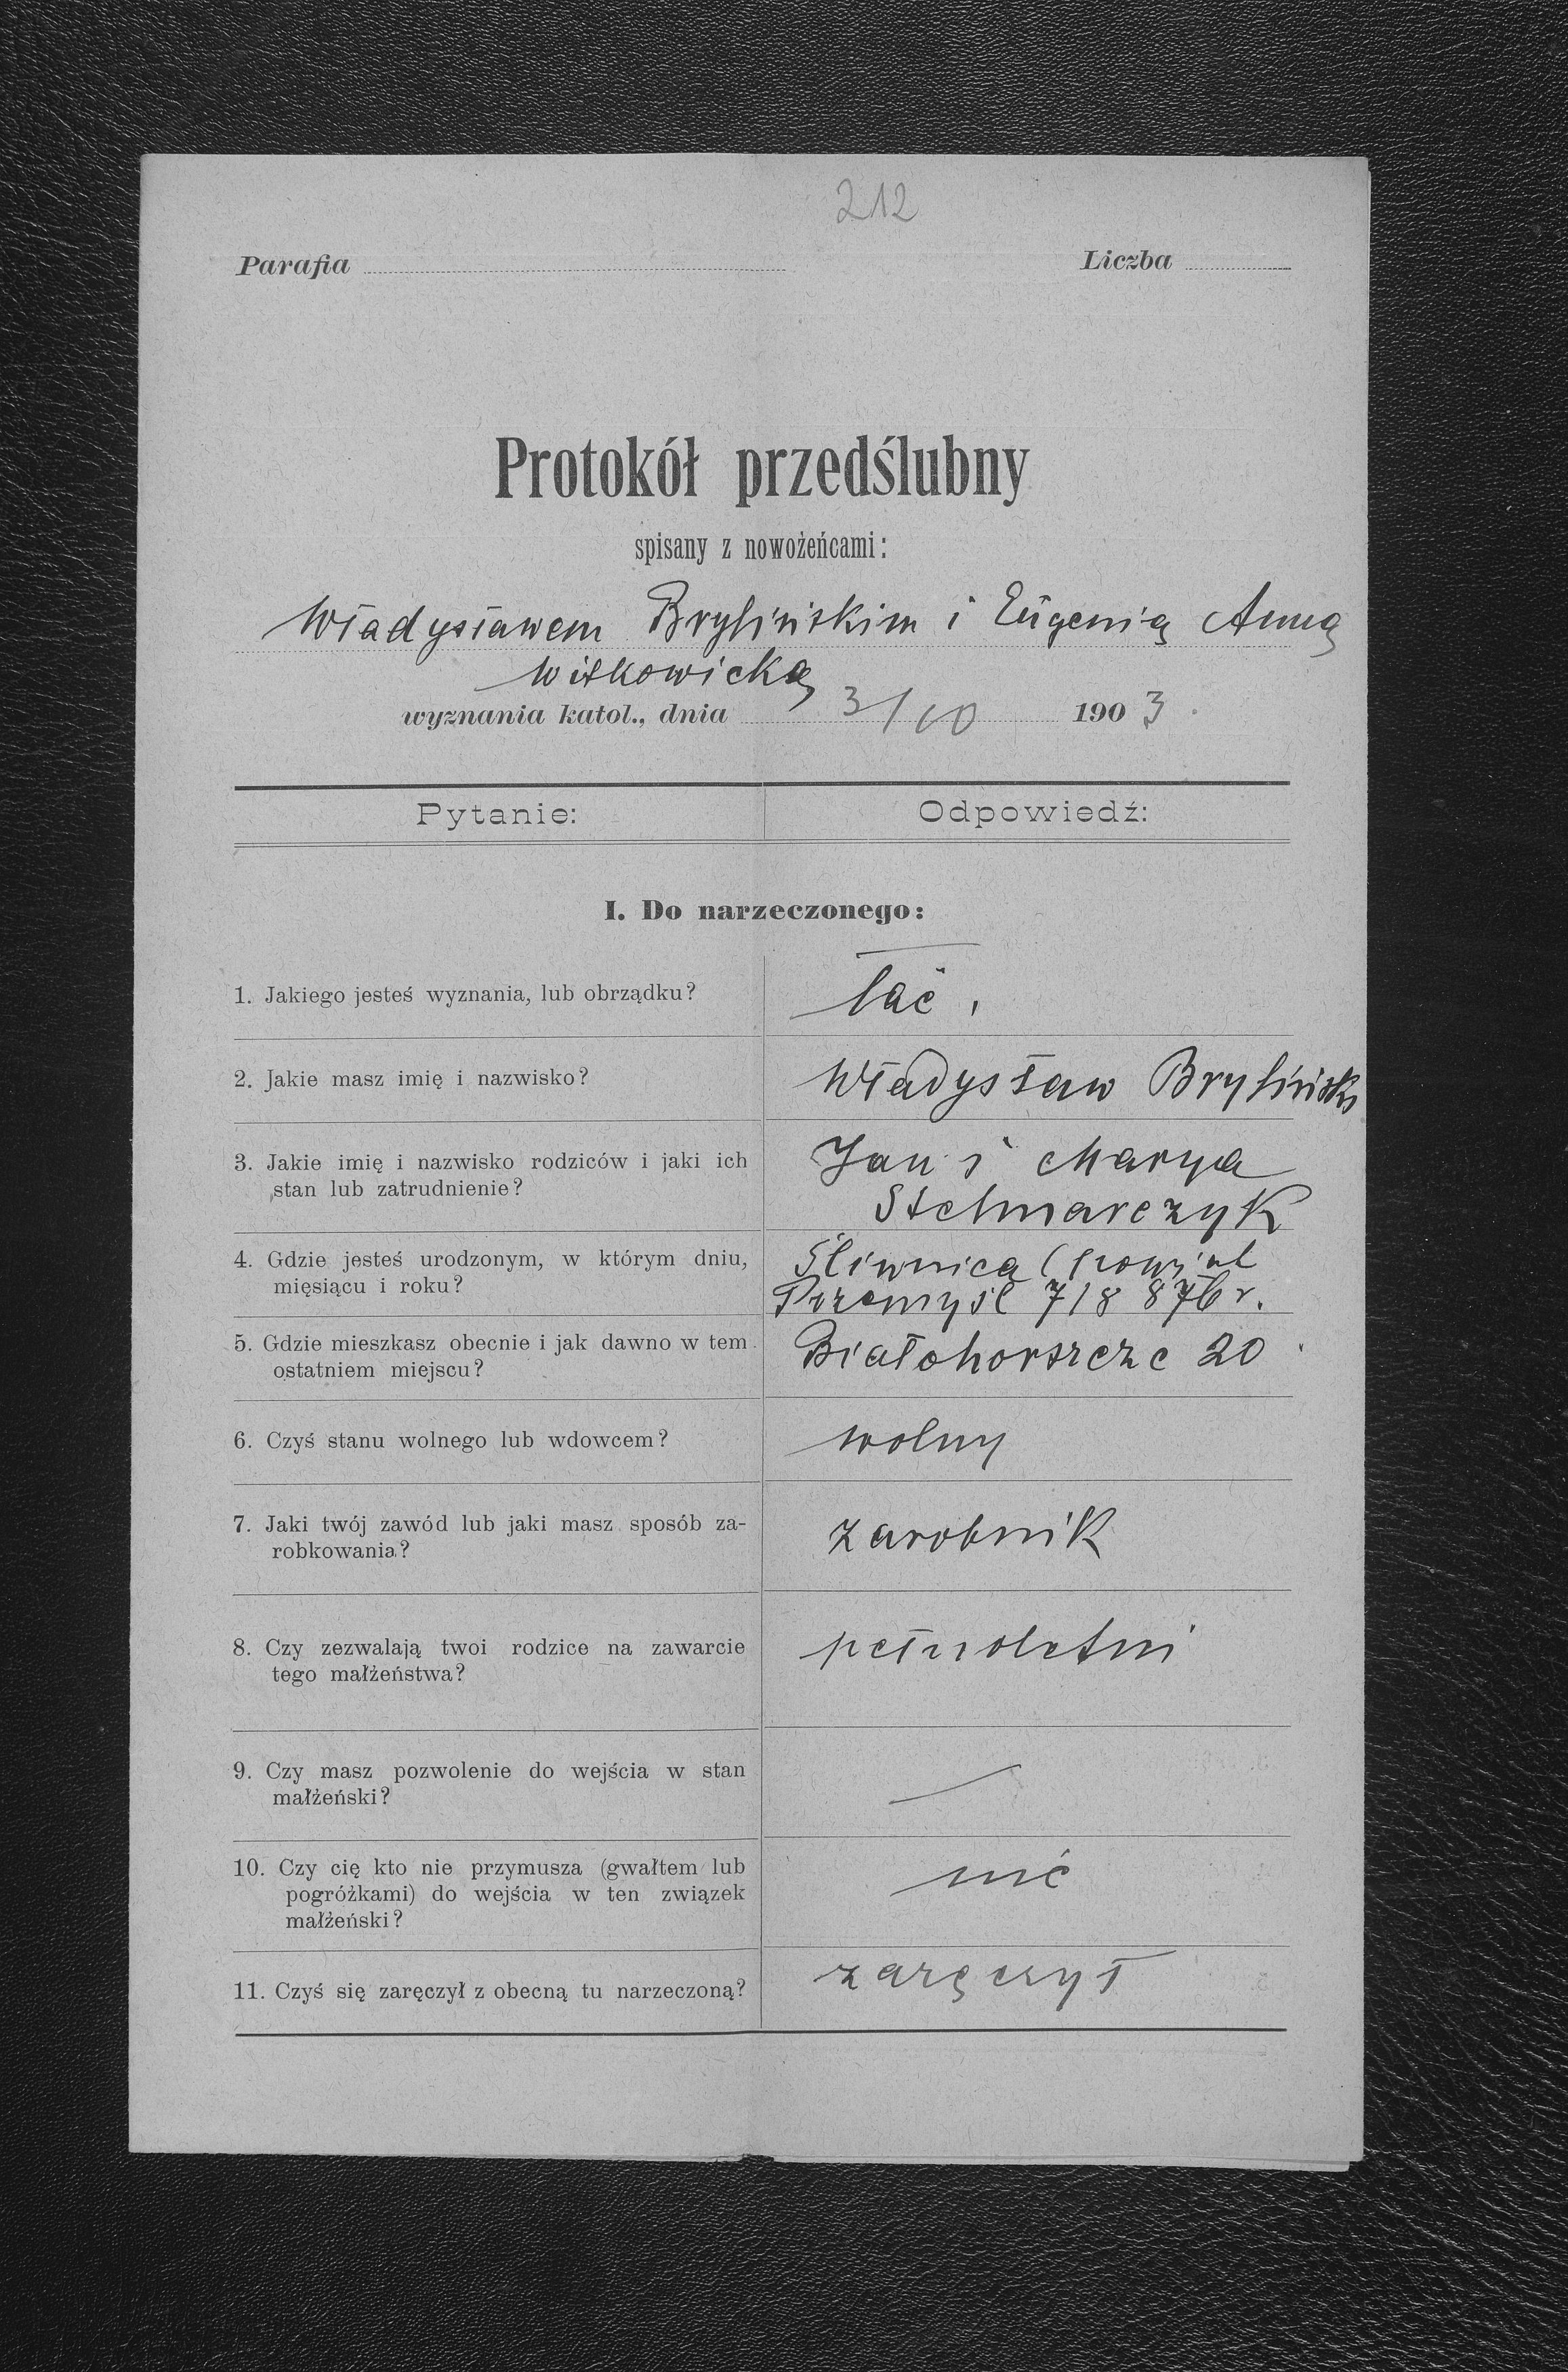 212
Parafia Liczba
Protokół przedślubny
spisany z nowożeńcami:
Władysławem Brylińskim i Eugenią Anną
Witkowicką
wyznania katol., dnia 3/10 1903.
Pytanie: Odpowiedź:
I. Do narzeczonego:
1. Jakiego jesteś wyznania, lub obrządku? łać.
2. Jakie masz imię i nazwisko? Władysław Bryliński
3. Jakie imię i nazwisko rodziców i jaki ich Jan i Marya
stan lub zatrudnienie? Stelmarczyk
4. Gdzie jesteś urodzonym, w którym dniu, Śliwnica (powiat
mięsiącu i roku? Przemyśl 7/8 876 r.
5. Gdzie mieszkasz obecnie i jak dawno w tem Białohorszcze 20
ostatniem miejscu?
6. Czyś stanu wolnego lub wdowcem? wolny
7. Jaki twój zawód lub jaki masz sposób za- zarobnik
robkowania?
8. Czy zezwalają twoi rodzice na zawarcie pełnoletni
tego małżeństwa?
9. Czy masz pozwolenie do wejścia w stan —
małżeński?
10. Czy cię kto nie przymusza (gwałtem lub nie
pogróżkami) do wejścia w ten związek
małżeński?
11. Czyś się zaręczył z obecną tu narzeczoną? zaręczył